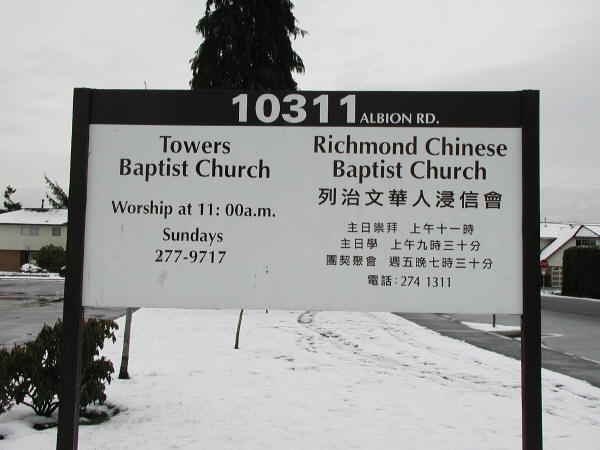 10311 ALBION RD.
Towers
Baptist Church
Worship at 11: 00a.m.
Sundays
277-9717
Richmond Chinese
Baptist Church
列治文華人浸信會
主日崇拜 上午十一時
主日學 上午九時三十分
團契聚會 週五晚七時三十分
電話: 274 1311